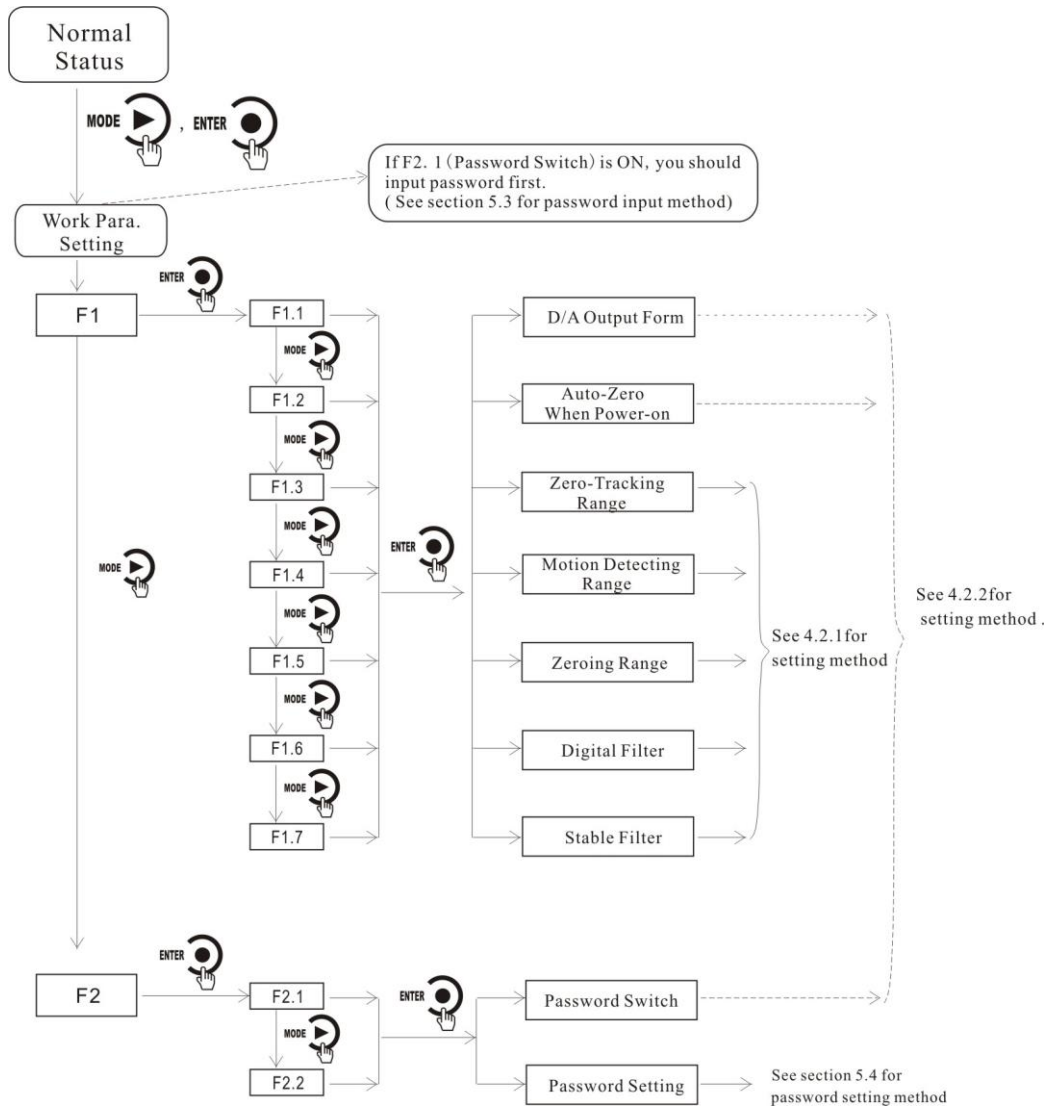 Normal
Status
MODE , ENTER
If F2. 1 (Password Switch) is ON, you should
input password first.
( See section 5.3 for password input method)
Work Para.
Setting
ENTER
F1
F1.1
D/A Output Form
MODE
F1.2
Auto-Zero
When Power-on
MODE
F1.3
Zero-Tracking
Range
MODE
ENTER
MODE
F1.4
Motion Detecting
Range
See 4.2.2for
setting method .
MODE
See 4.2.1for
setting method
F1.5
Zeroing Range
MODE
F1.6
Digital Filter
MODE
F1.7
Stable Filter
ENTER
F2
F2.1
ENTER
Password Switch
MODE
F2.2
Password Setting
See section 5.4 for
password setting method